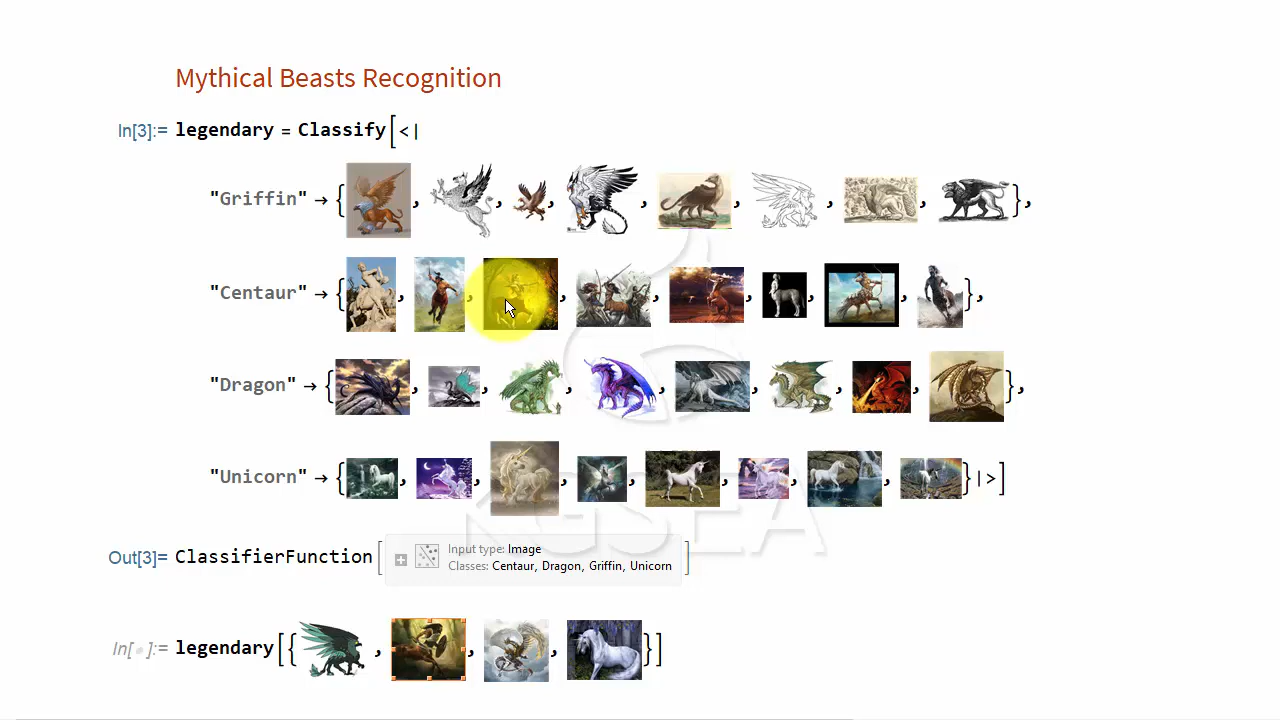 Mythical Beasts Recognition
In[3]:= legendary = Classify[<|
"Griffin" → { , , , , , , , },
"Centaur" → { , , , , , , , },
"Dragon" → { , , , , , , , },
"Unicorn" → { , , , , , , , }|>]
KGSEA
Out[3]= ClassifierFunction[ Input type: Image ]
Classes: Centaur, Dragon, Griffin, Unicorn
In[ ]:= legendary[{ , , , }]